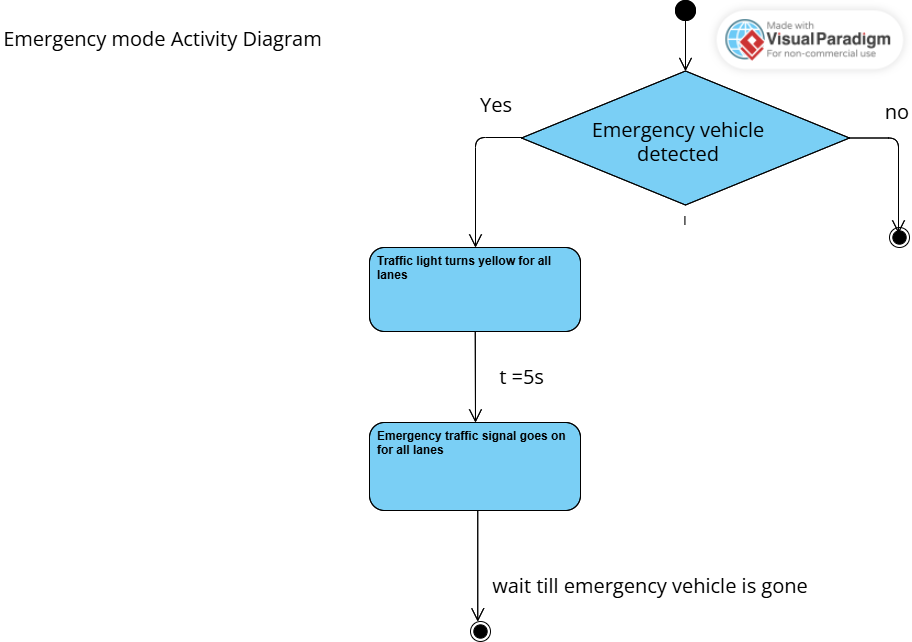 Emergency mode Activity Diagram
Made with
Visual Paradigm
For non-commercial use
Yes
no
Emergency vehicle
detected
Traffic light turns yellow for all
lanes
t =5s
Emergency traffic signal goes on
for all lanes
wait till emergency vehicle is gone